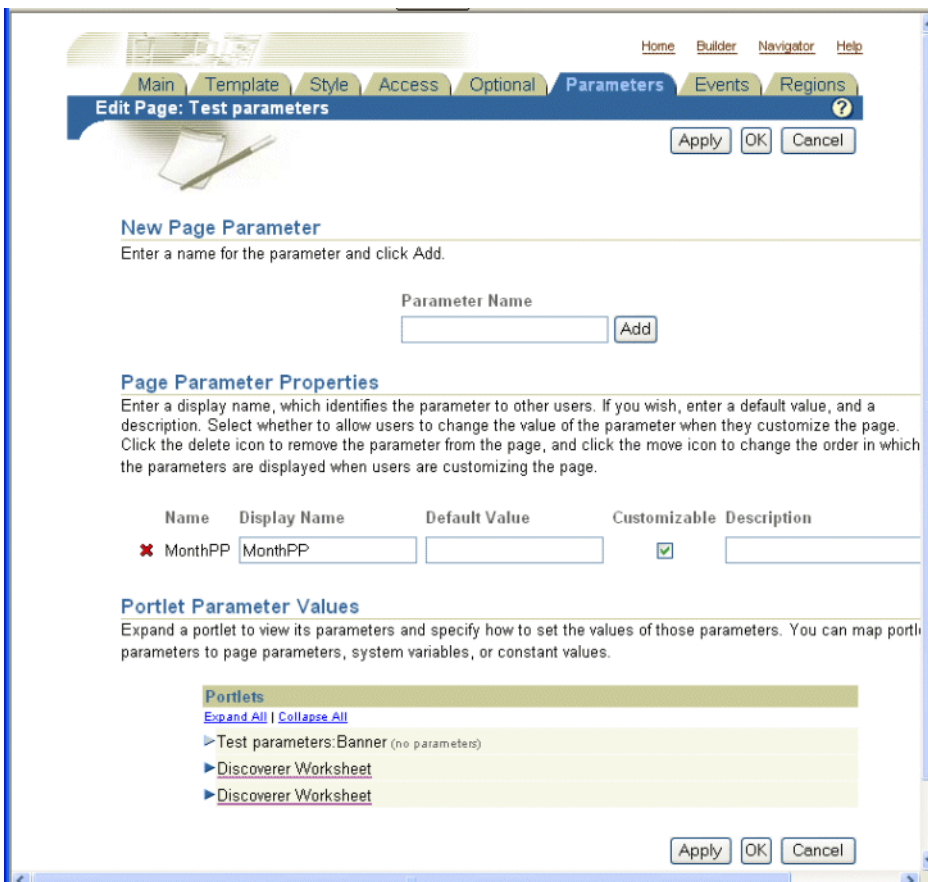 Home Builder Navigator Help
Main Template Style Access Optional Parameters Events Regions
Edit Page: Test parameters ?
Apply OK Cancel
New Page Parameter
Enter a name for the parameter and click Add.
Parameter Name
Add
Page Parameter Properties
Enter a display name, which identifies the parameter to other users. If you wish, enter a default value, and a
description. Select whether to allow users to change the value of the parameter when they customize the page.
Click the delete icon to remove the parameter from the page, and click the move icon to change the order in which
the parameters are displayed when users are customizing the page.
Name Display Name Default Value Customizable Description
MonthPP MonthPP
Portlet Parameter Values
Expand a portlet to view its parameters and specify how to set the values of those parameters. You can map portl
parameters to page parameters, system variables, or constant values.
Portlets
Expand All | Collapse All
Test parameters:Banner (no parameters)
Discoverer Worksheet
Discoverer Worksheet
Apply OK Cancel